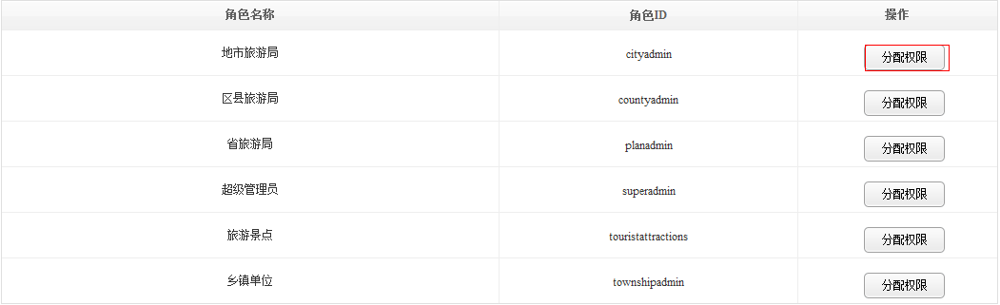 角色名称 角色ID 操作
地市旅游局 cityadmin 分配权限
区县旅游局 countyadmin 分配权限
省旅游局 planadmin 分配权限
超级管理员 superadmin 分配权限
旅游景点 touristattractions 分配权限
乡镇单位 townshipadmin 分配权限